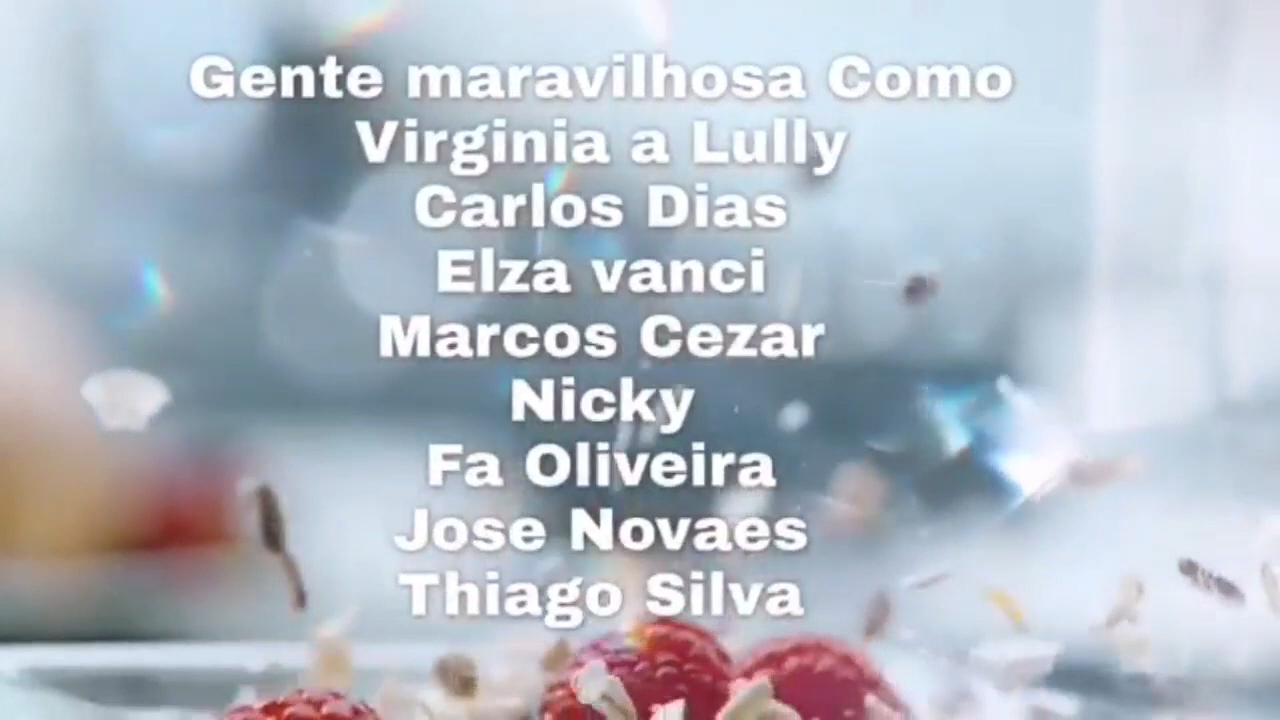 Gente maravilhosa Como
Virginia a Lully
Carlos Dias
Elza vanci
Marcos Cezar
Nicky
Fa Oliveira
Jose Novaes
Thiago Silva